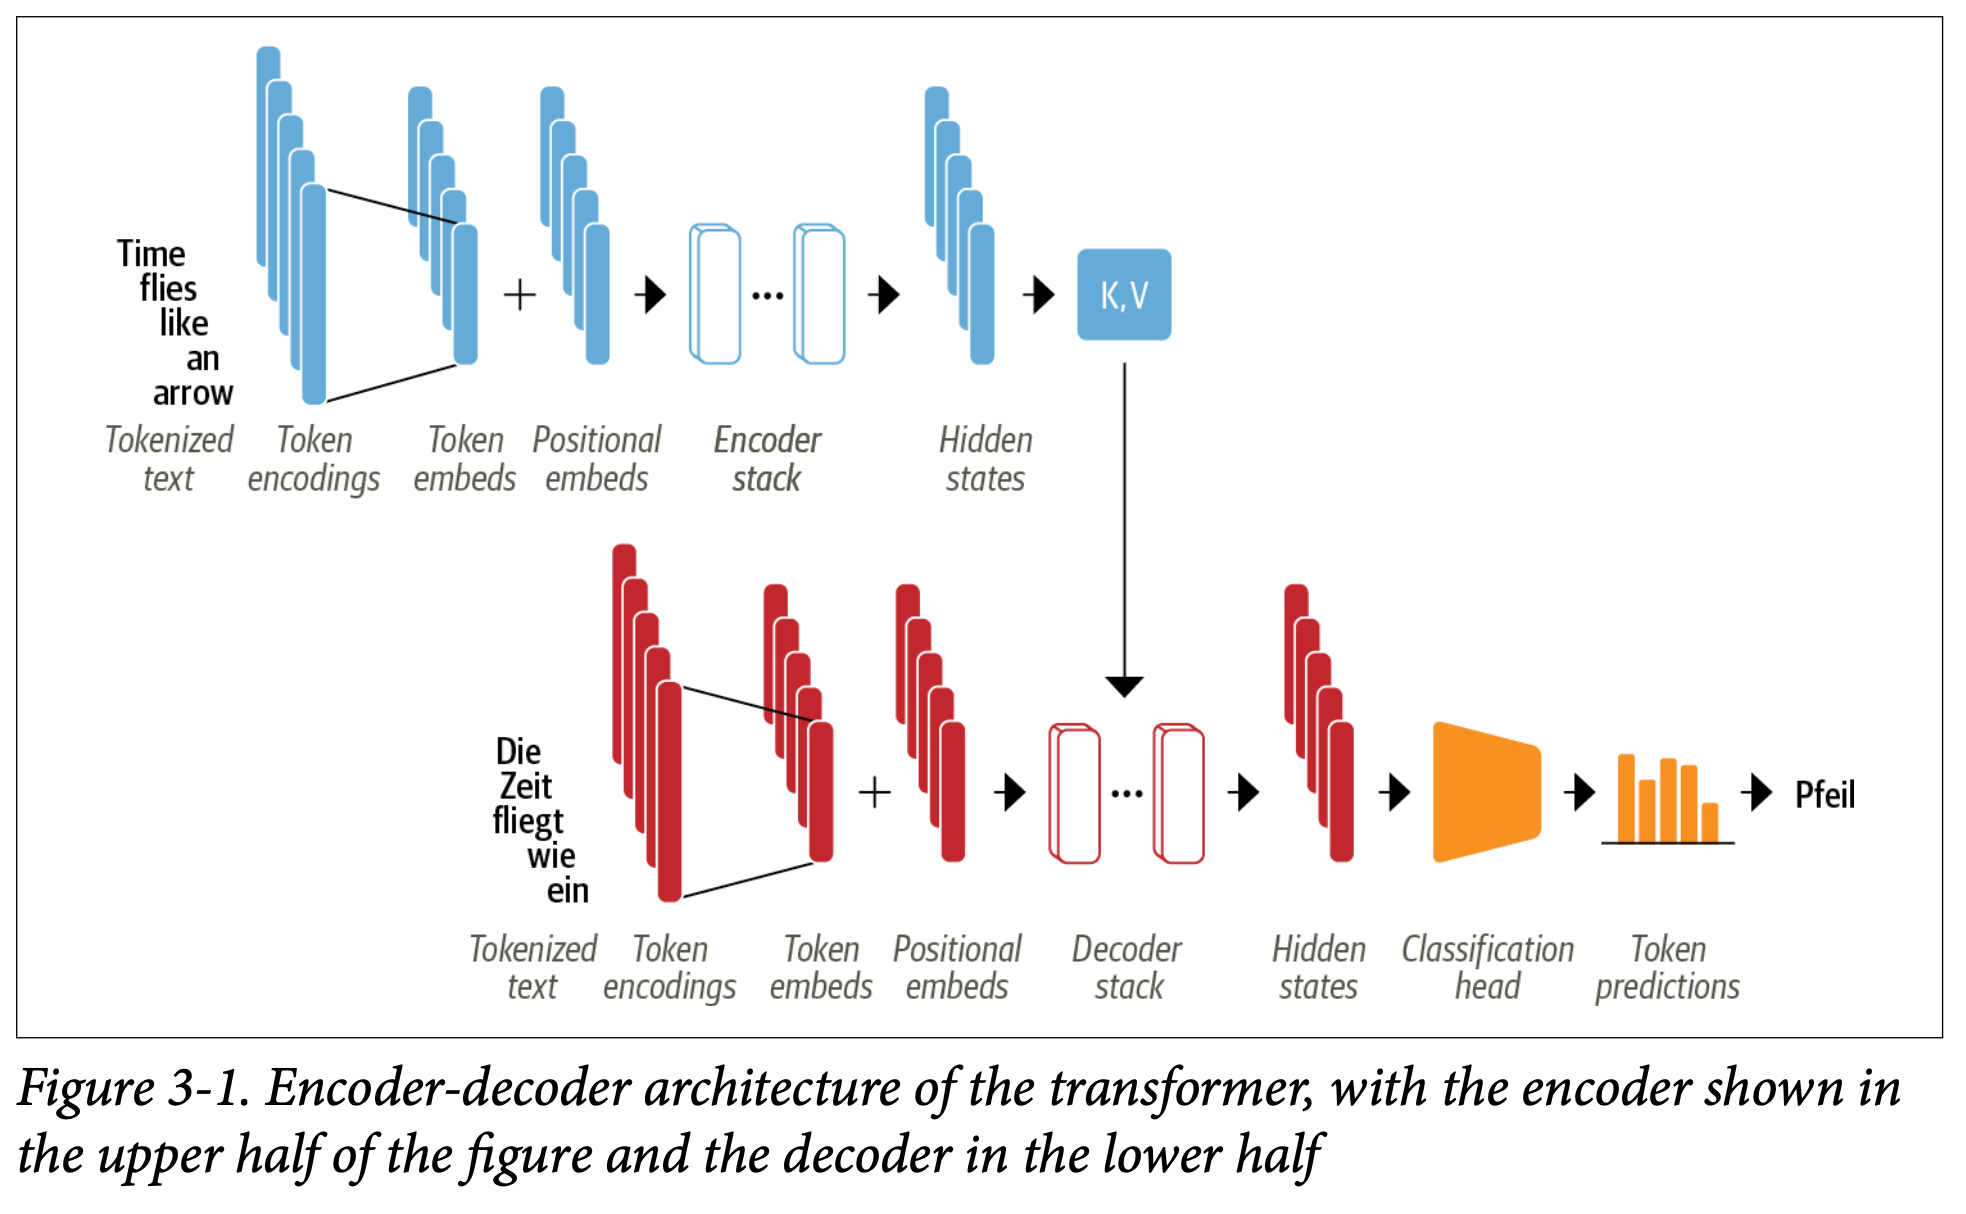 Time
flies
like
an
arrow
Tokenized text
Token encodings
Token embeds
+
Positional embeds
...
Encoder stack
Hidden states
K,V
Die
Zeit
fliegt
wie
ein
Tokenized text
Token encodings
Token embeds
+
Positional embeds
...
Decoder stack
Hidden states
Classification head
Token predictions
Pfeil
Figure 3-1. Encoder-decoder architecture of the transformer, with the encoder shown in
the upper half of the figure and the decoder in the lower half